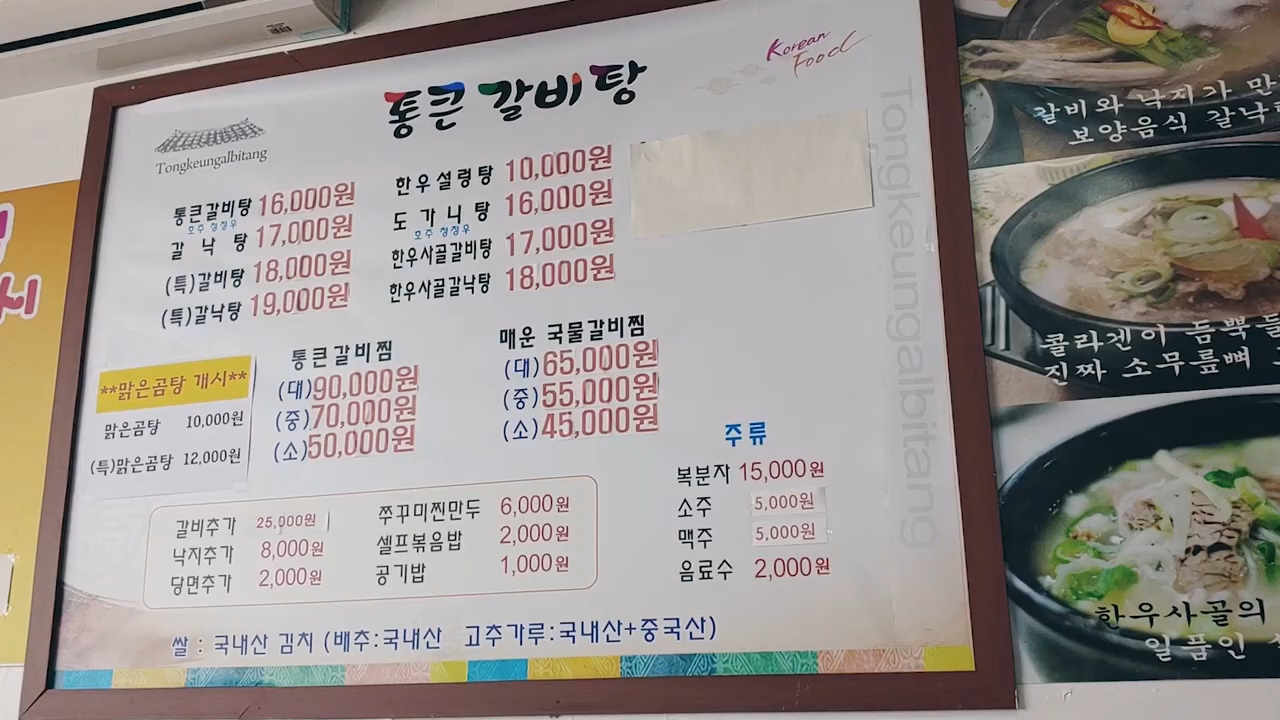 통큰 갈비탕
Korean Food
Tongkeungalbitang
통큰갈비탕 16,000원
호주 청정우
갈 낙 탕 17,000원
(특)갈비탕 18,000원
(특)갈낙탕 19,000원
한우설렁탕 10,000원
도 가 니 탕 16,000원
호주 청정우
한우사골갈비탕 17,000원
한우사골갈낙탕 18,000원
통큰갈비찜
(대)90,000원
(중)70,000원
(소)50,000원
매운 국물갈비찜
(대)65,000원
(중)55,000원
(소)45,000원
**맑은곰탕 개시**
맑은곰탕 10,000원
(특)맑은곰탕 12,000원
갈비추가 25,000원
낙지추가 8,000원
당면추가 2,000원
쭈꾸미찐만두 6,000원
셀프볶음밥 2,000원
공기밥 1,000원
주류
복분자 15,000원
소주 5,000원
맥주 5,000원
음료수 2,000원
쌀 : 국내산 김치 (배추:국내산 고추가루:국내산+중국산)
Tongkeungalbitang
갈비와 낙지가 만
보양음식 갈낙
콜라겐이 듬뿍
진짜 소무릎뼈
한우사골의
일품인
시